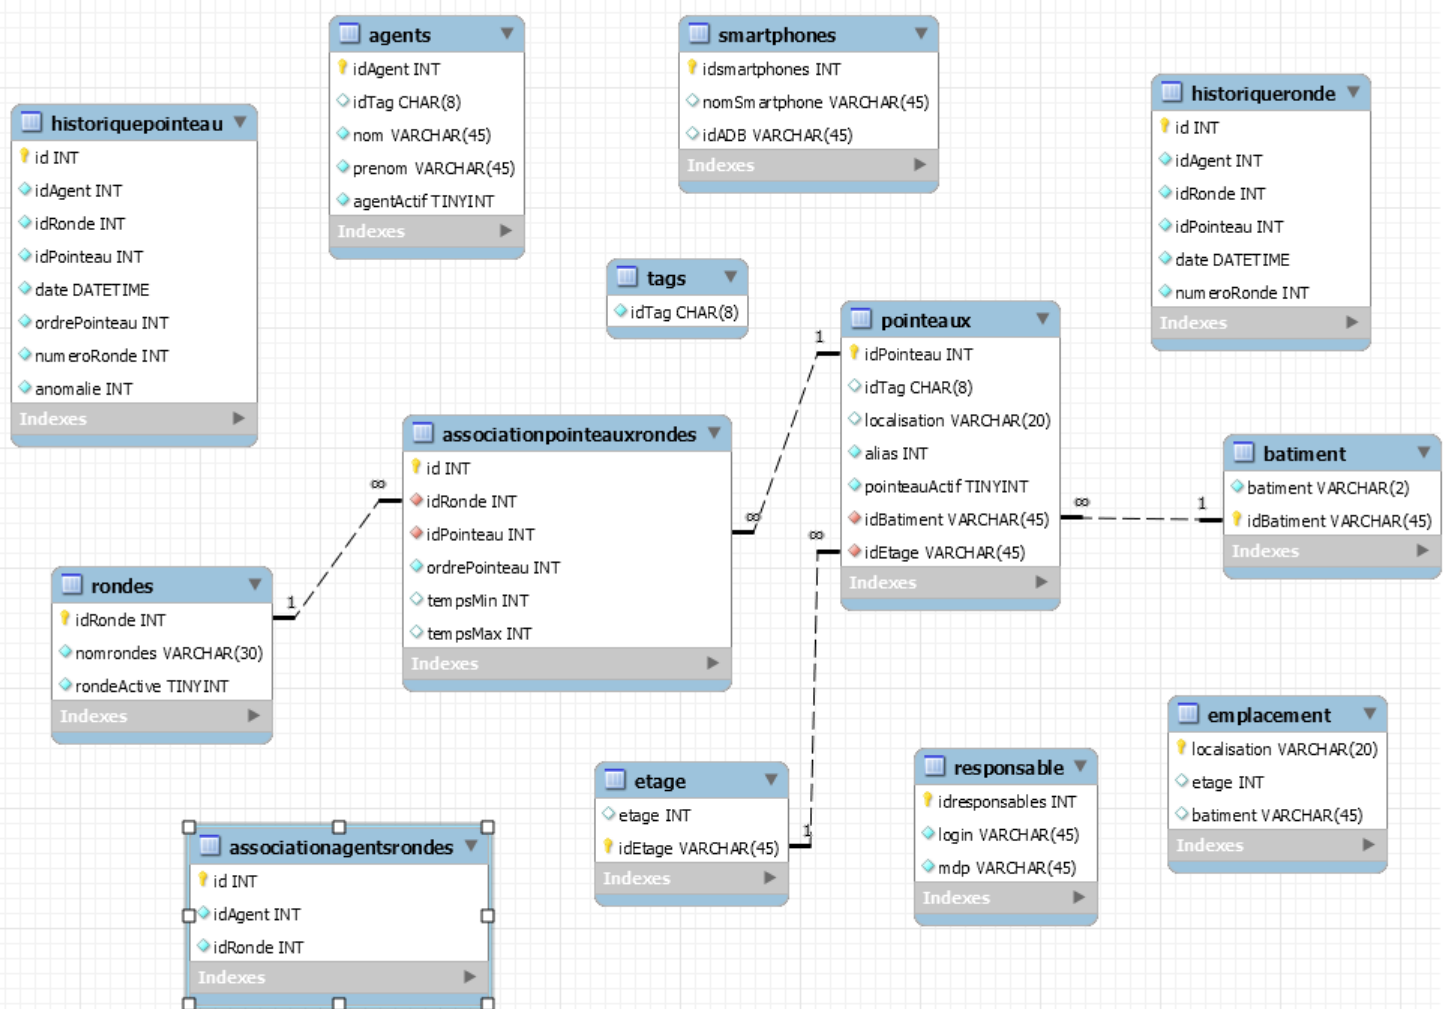 agents
idAgent INT
idTag CHAR(8)
nom VARCHAR(45)
prenom VARCHAR(45)
agentActif TINYINT
Indexes
smartphones
idsmartphones INT
nomSmartphone VARCHAR(45)
idADB VARCHAR(45)
Indexes
historiqueronde
id INT
idAgent INT
idRonde INT
idPointeau INT
date DATETIME
numeroRonde INT
Indexes
historiquepointeau
id INT
idAgent INT
idRonde INT
idPointeau INT
date DATETIME
ordrePointeau INT
numeroRonde INT
anomalie INT
Indexes
tags
idTag CHAR(8)
pointeaux
idPointeau INT
idTag CHAR(8)
localisation VARCHAR(20)
alias INT
pointeauActif TINYINT
idBatiment VARCHAR(45)
idEtage VARCHAR(45)
Indexes
1
∞
∞
∞
1
batiment
batiment VARCHAR(2)
idBatiment VARCHAR(45)
Indexes
associationpointeauxrondes
id INT
idRonde INT
idPointeau INT
ordrePointeau INT
tempsMin INT
tempsMax INT
Indexes
∞
1
rondes
idRonde INT
nomrondes VARCHAR(30)
rondeActive TINYINT
Indexes
etage
etage INT
idEtage VARCHAR(45)
Indexes
1
responsable
idresponsables INT
login VARCHAR(45)
mdp VARCHAR(45)
Indexes
emplacement
localisation VARCHAR(20)
etage INT
batiment VARCHAR(45)
Indexes
associationagentsrondes
id INT
idAgent INT
idRonde INT
Indexes